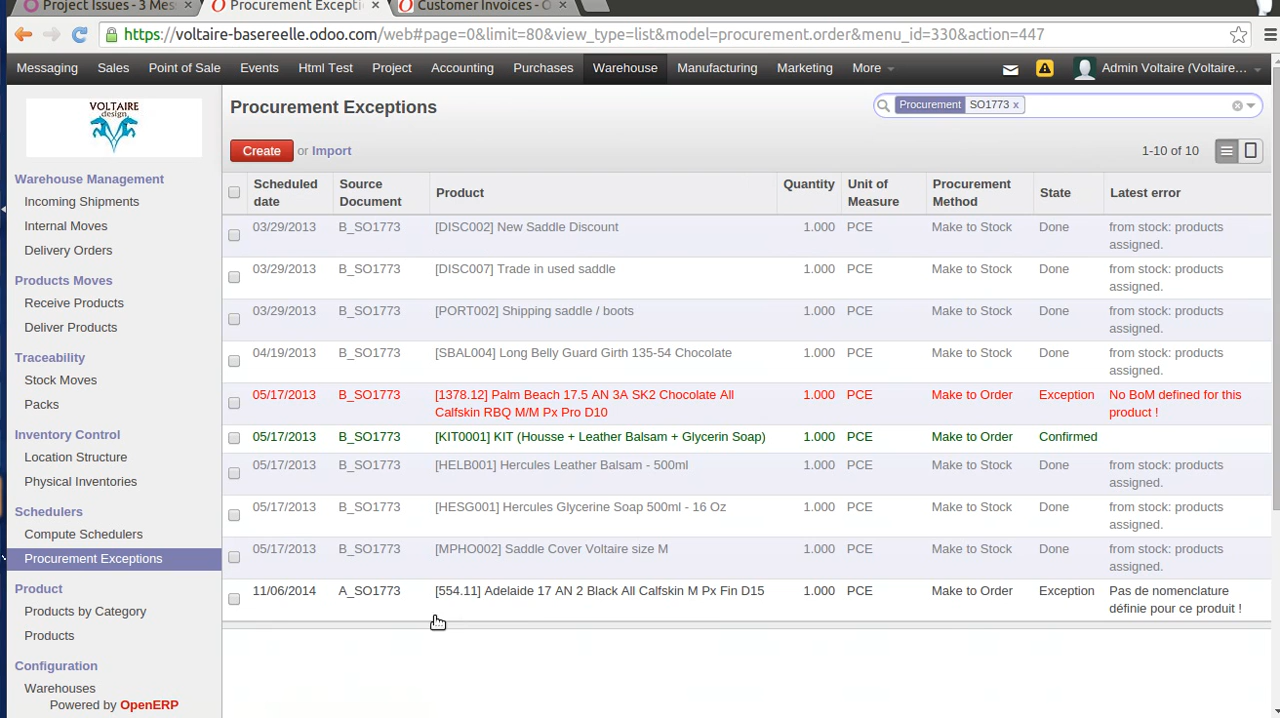 Project Issues - 3 Mes
Procurement Excepti
Customer Invoices - O
https://voltaire-basereelle.odoo.com/web#page=0&limit=80&view_type=list&model=procurement.order&menu_id=330&action=447
Messaging Sales Point of Sale Events Html Test Project Accounting Purchases Warehouse Manufacturing Marketing More Admin Voltaire (Voltaire...
VOLTAIRE
design
Procurement Exceptions
Procurement SO1773 x
Create or Import
1-10 of 10
Warehouse Management
Incoming Shipments
Internal Moves
Delivery Orders
Products Moves
Receive Products
Deliver Products
Traceability
Stock Moves
Packs
Inventory Control
Location Structure
Physical Inventories
Schedulers
Compute Schedulers
Procurement Exceptions
Product
Products by Category
Products
Configuration
Warehouses
Powered by OpenERP
Scheduled date Source Document Product Quantity Unit of Measure Procurement Method State Latest error
03/29/2013 B_SO1773 [DISC002] New Saddle Discount 1.000 PCE Make to Stock Done from stock: products
assigned.
03/29/2013 B_SO1773 [DISC007] Trade in used saddle 1.000 PCE Make to Stock Done from stock: products
assigned.
03/29/2013 B_SO1773 [PORT002] Shipping saddle / boots 1.000 PCE Make to Stock Done from stock: products
assigned.
04/19/2013 B_SO1773 [SBAL004] Long Belly Guard Girth 135-54 Chocolate 1.000 PCE Make to Stock Done from stock: products
assigned.
05/17/2013 B_SO1773 [1378.12] Palm Beach 17.5 AN 3A SK2 Chocolate All 1.000 PCE Make to Order Exception No BoM defined for this
Calfskin RBQ M/M Px Pro D10 product !
05/17/2013 B_SO1773 [KIT0001] KIT (Housse + Leather Balsam + Glycerin Soap) 1.000 PCE Make to Order Confirmed
05/17/2013 B_SO1773 [HELB001] Hercules Leather Balsam - 500ml 1.000 PCE Make to Stock Done from stock: products
assigned.
05/17/2013 B_SO1773 [HESG001] Hercules Glycerine Soap 500ml - 16 Oz 1.000 PCE Make to Stock Done from stock: products
assigned.
05/17/2013 B_SO1773 [MPHO002] Saddle Cover Voltaire size M 1.000 PCE Make to Stock Done from stock: products
assigned.
11/06/2014 A_SO1773 [554.11] Adelaide 17 AN 2 Black All Calfskin M Px Fin D15 1.000 PCE Make to Order Exception Pas de nomenclature
définie pour ce produit !